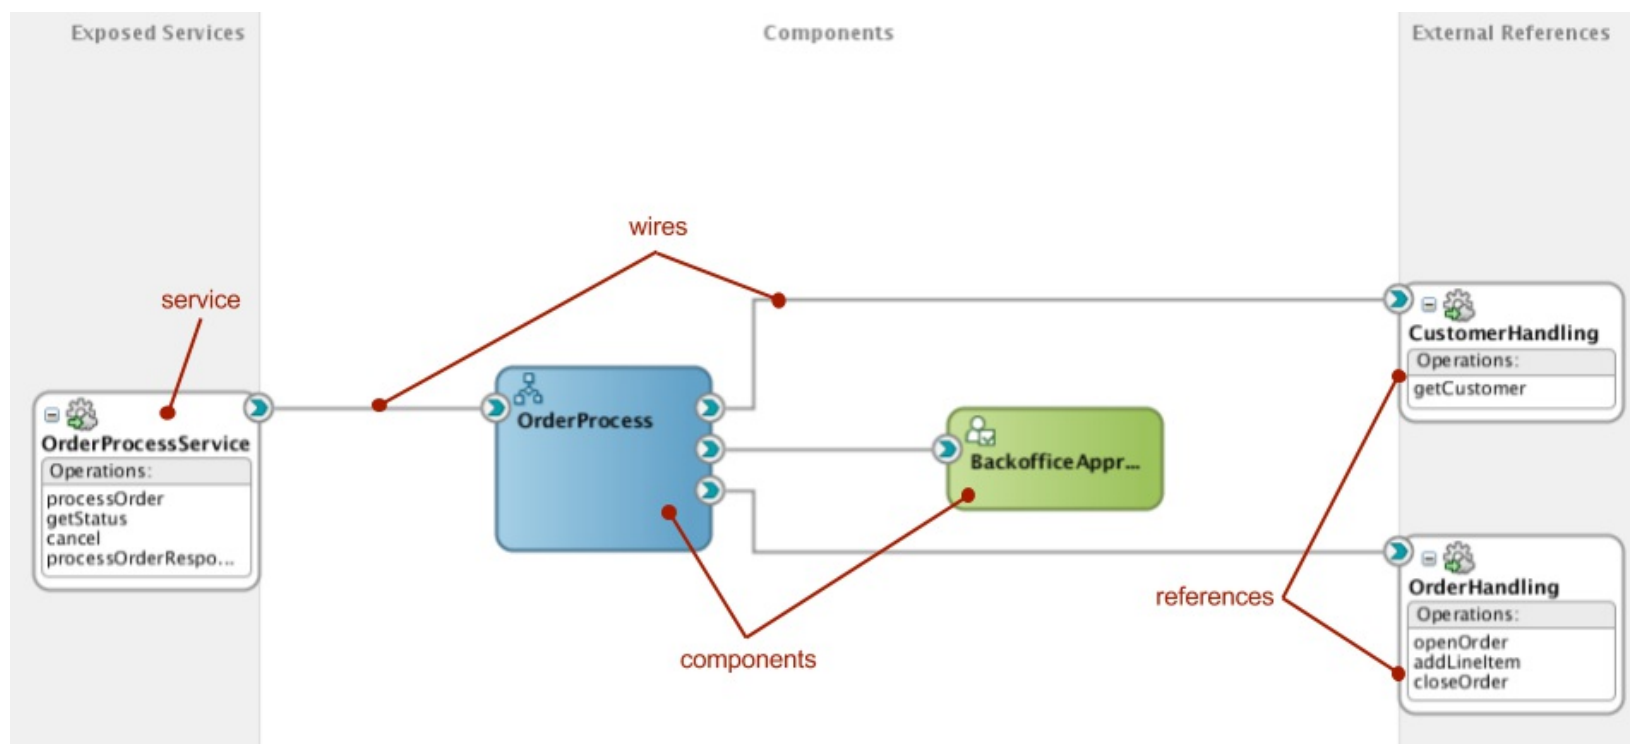 Exposed Services
Components
External References
wires
service
OrderProcessService
Operations:
processOrder
getStatus
cancel
processOrderRespo...
OrderProcess
BackofficeAppr...
components
references
CustomerHandling
Operations:
getCustomer
OrderHandling
Operations:
openOrder
addLineItem
closeOrder